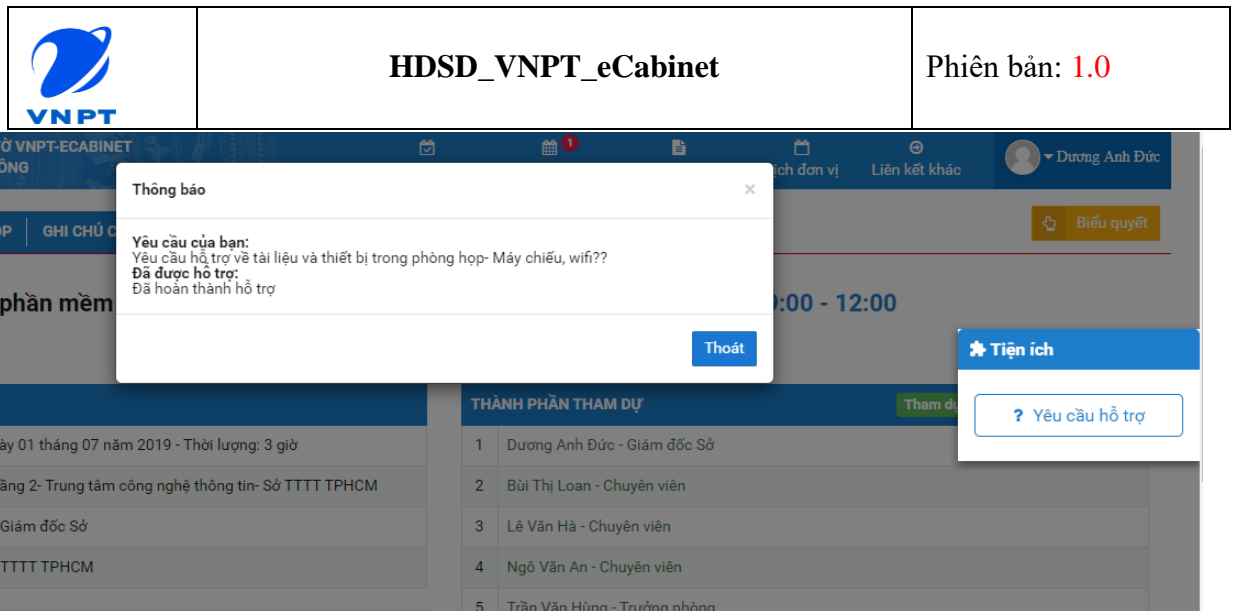 VNPT
HDSD_VNPT_eCabinet
Phiên bản: 1.0
VNPT-ECABINET
1
đơn vị
Liên kết khác
Dương Anh Đức
Thông báo
×
GHI CHÚ
Biểu quyết
Yêu cầu của bạn:
Yêu cầu hỗ trợ về tài liệu và thiết bị trong phòng họp- Máy chiếu, wifi??
Đã được hỗ trợ:
Đã hoàn thành hỗ trợ
phần mềm
:00 - 12:00
Thoát
Tiện ích
? Yêu cầu hỗ trợ
THÀNH PHẦN THAM DỰ
Tham dự
01 tháng 07 năm 2019 - Thời lượng: 3 giờ
1 Dương Anh Đức - Giám đốc Sở
2- Trung tâm công nghệ thông tin- Sở TTTT TPHCM
2 Bùi Thị Loan - Chuyên viên
Giám đốc Sở
3 Lê Văn Hà - Chuyên viên
TTTT TPHCM
4 Ngô Văn An - Chuyên viên
5 Trần Văn Hùng - Trưởng phòng